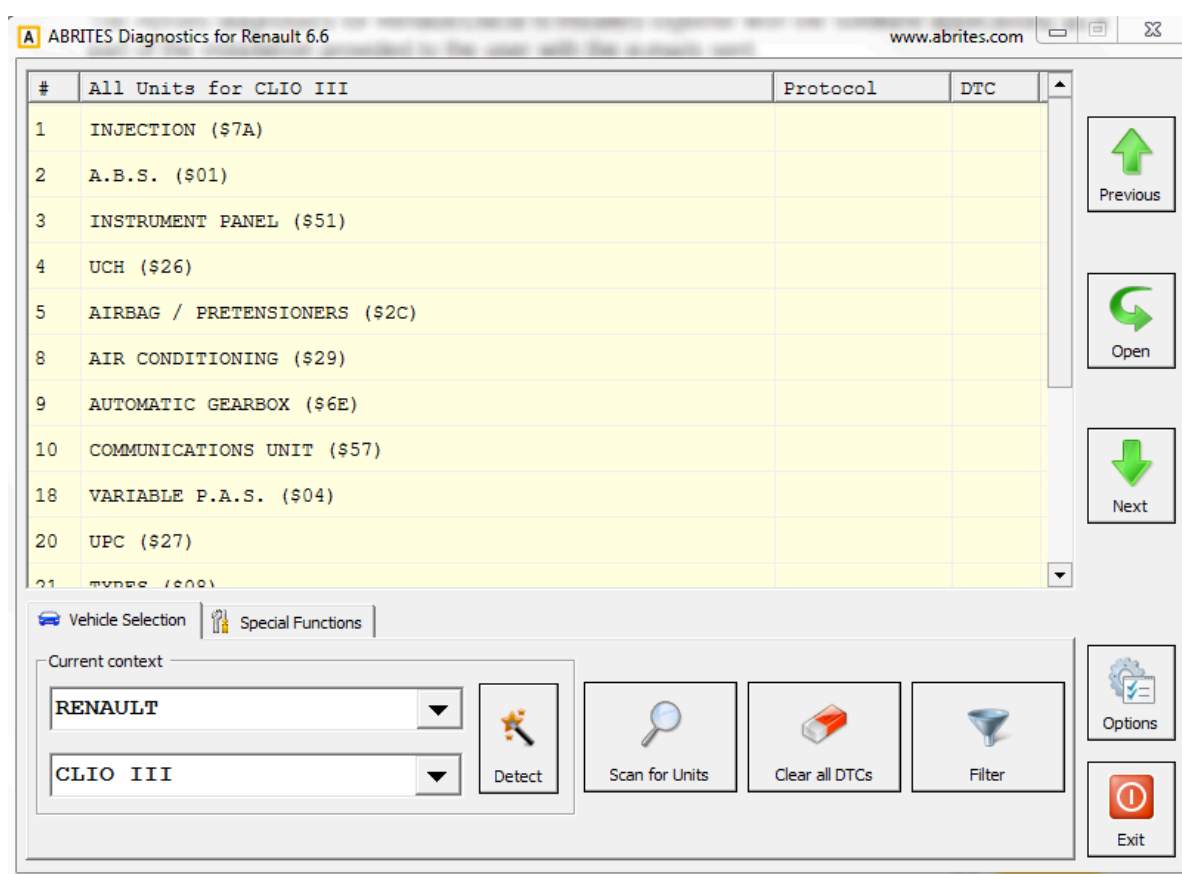 A ABRITES Diagnostics for Renault 6.6 www.abrites.com
# All Units for CLIO III Protocol DTC
1 INJECTION ($7A)
2 A.B.S. ($01)
3 INSTRUMENT PANEL ($51)
4 UCH ($26)
5 AIRBAG / PRETENSIONERS ($2C)
8 AIR CONDITIONING ($29)
9 AUTOMATIC GEARBOX ($6E)
10 COMMUNICATIONS UNIT ($57)
18 VARIABLE P.A.S. ($04)
20 UPC ($27)
21 TYRES ($08)
Previous
Open
Next
Vehicle Selection Special Functions
Current context
RENAULT
CLIO III
Detect
Scan for Units
Clear all DTCs
Filter
Options
Exit